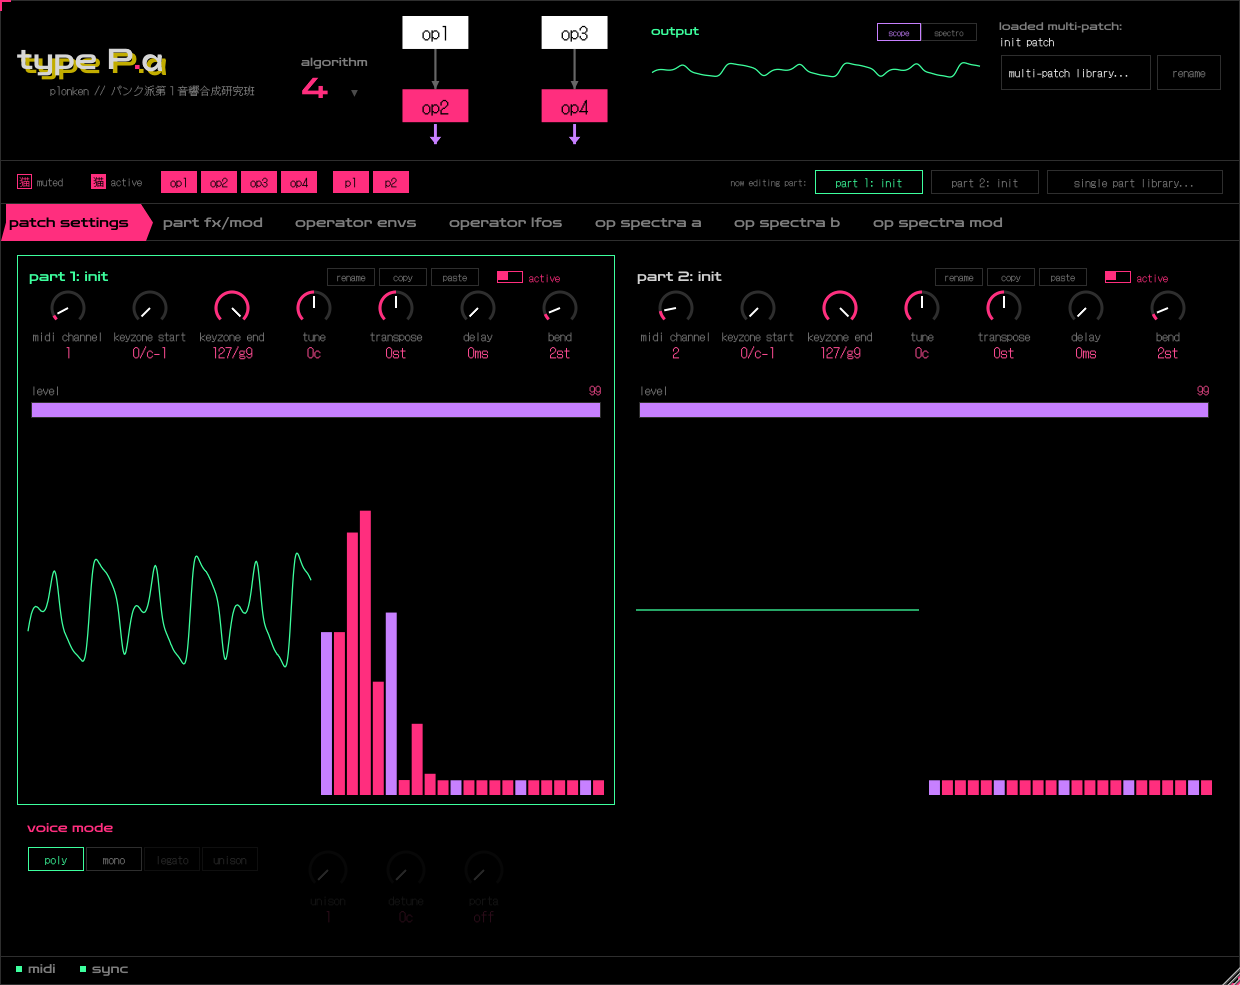 type P.a
plonken // パンク派第1音響合成研究班
algorithm
4
op1
op3
op2
op4
output
scope
spectro
loaded multi-patch:
init patch
multi-patch library...
rename
猫 muted
猫 active
op1
op2
op3
op4
p1
p2
now editing part:
part 1: init
part 2: init
single part library...
patch settings
part fx/mod
operator envs
operator lfos
op spectra a
op spectra b
op spectra mod
part 1: init
rename
copy
paste
active
midi channel
keyzone start
keyzone end
tune
transpose
delay
bend
1
0/c-1
127/g9
0c
0st
0ms
2st
level
99
part 2: init
rename
copy
paste
active
midi channel
keyzone start
keyzone end
tune
transpose
delay
bend
2
0/c-1
127/g9
0c
0st
0ms
2st
level
99
voice mode
poly
mono
legato
unison
unison
detune
porta
1
0c
off
midi
sync